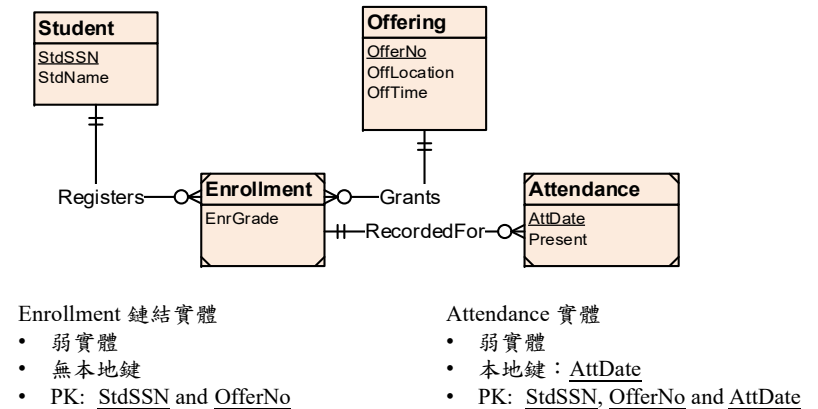 Student
StdSSN
StdName
Offering
OfferNo
OffLocation
OffTime
Registers
Enrollment
EnrGrade
Grants
RecordedFor
Attendance
AttDate
Present
Enrollment 鏈結實體
• 弱實體
• 無本地鍵
• PK: StdSSN and OfferNo
Attendance 實體
• 弱實體
• 本地鍵：AttDate
• PK: StdSSN, OfferNo and AttDate